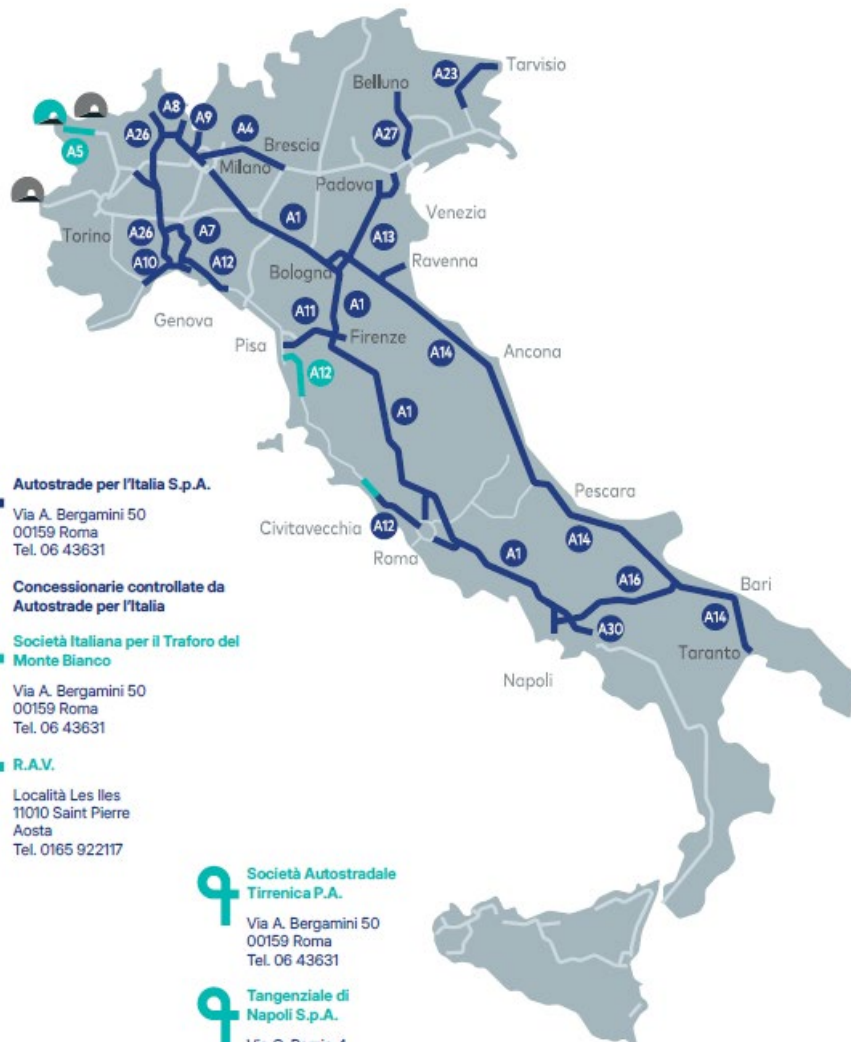 A23
Tarvisio
Belluno
A8
A9
A26
A4
A27
Brescia
A5
Milano
Padova
Venezia
A1
A13
Torino
A26
A7
Ravenna
A10
A12
Bologna
Genova
A11
A1
Firenze
Pisa
A14
Ancona
A12
A1
Pescara
Civitavecchia
A12
Roma
A1
A14
A16
Bari
A30
A14
Taranto
Napoli
Autostrade per l'Italia S.p.A.
Via A. Bergamini 50
00159 Roma
Tel. 06 43631
Concessionarie controllate da
Autostrade per l'Italia
Società Italiana per il Traforo del
Monte Bianco
Via A. Bergamini 50
00159 Roma
Tel. 06 43631
R.A.V.
Località Les Iles
11010 Saint Pierre
Aosta
Tel. 0165 922117
Società Autostradale
Tirrenica P.A.
Via A. Bergamini 50
00159 Roma
Tel. 06 43631
Tangenziale di
Napoli S.p.A.